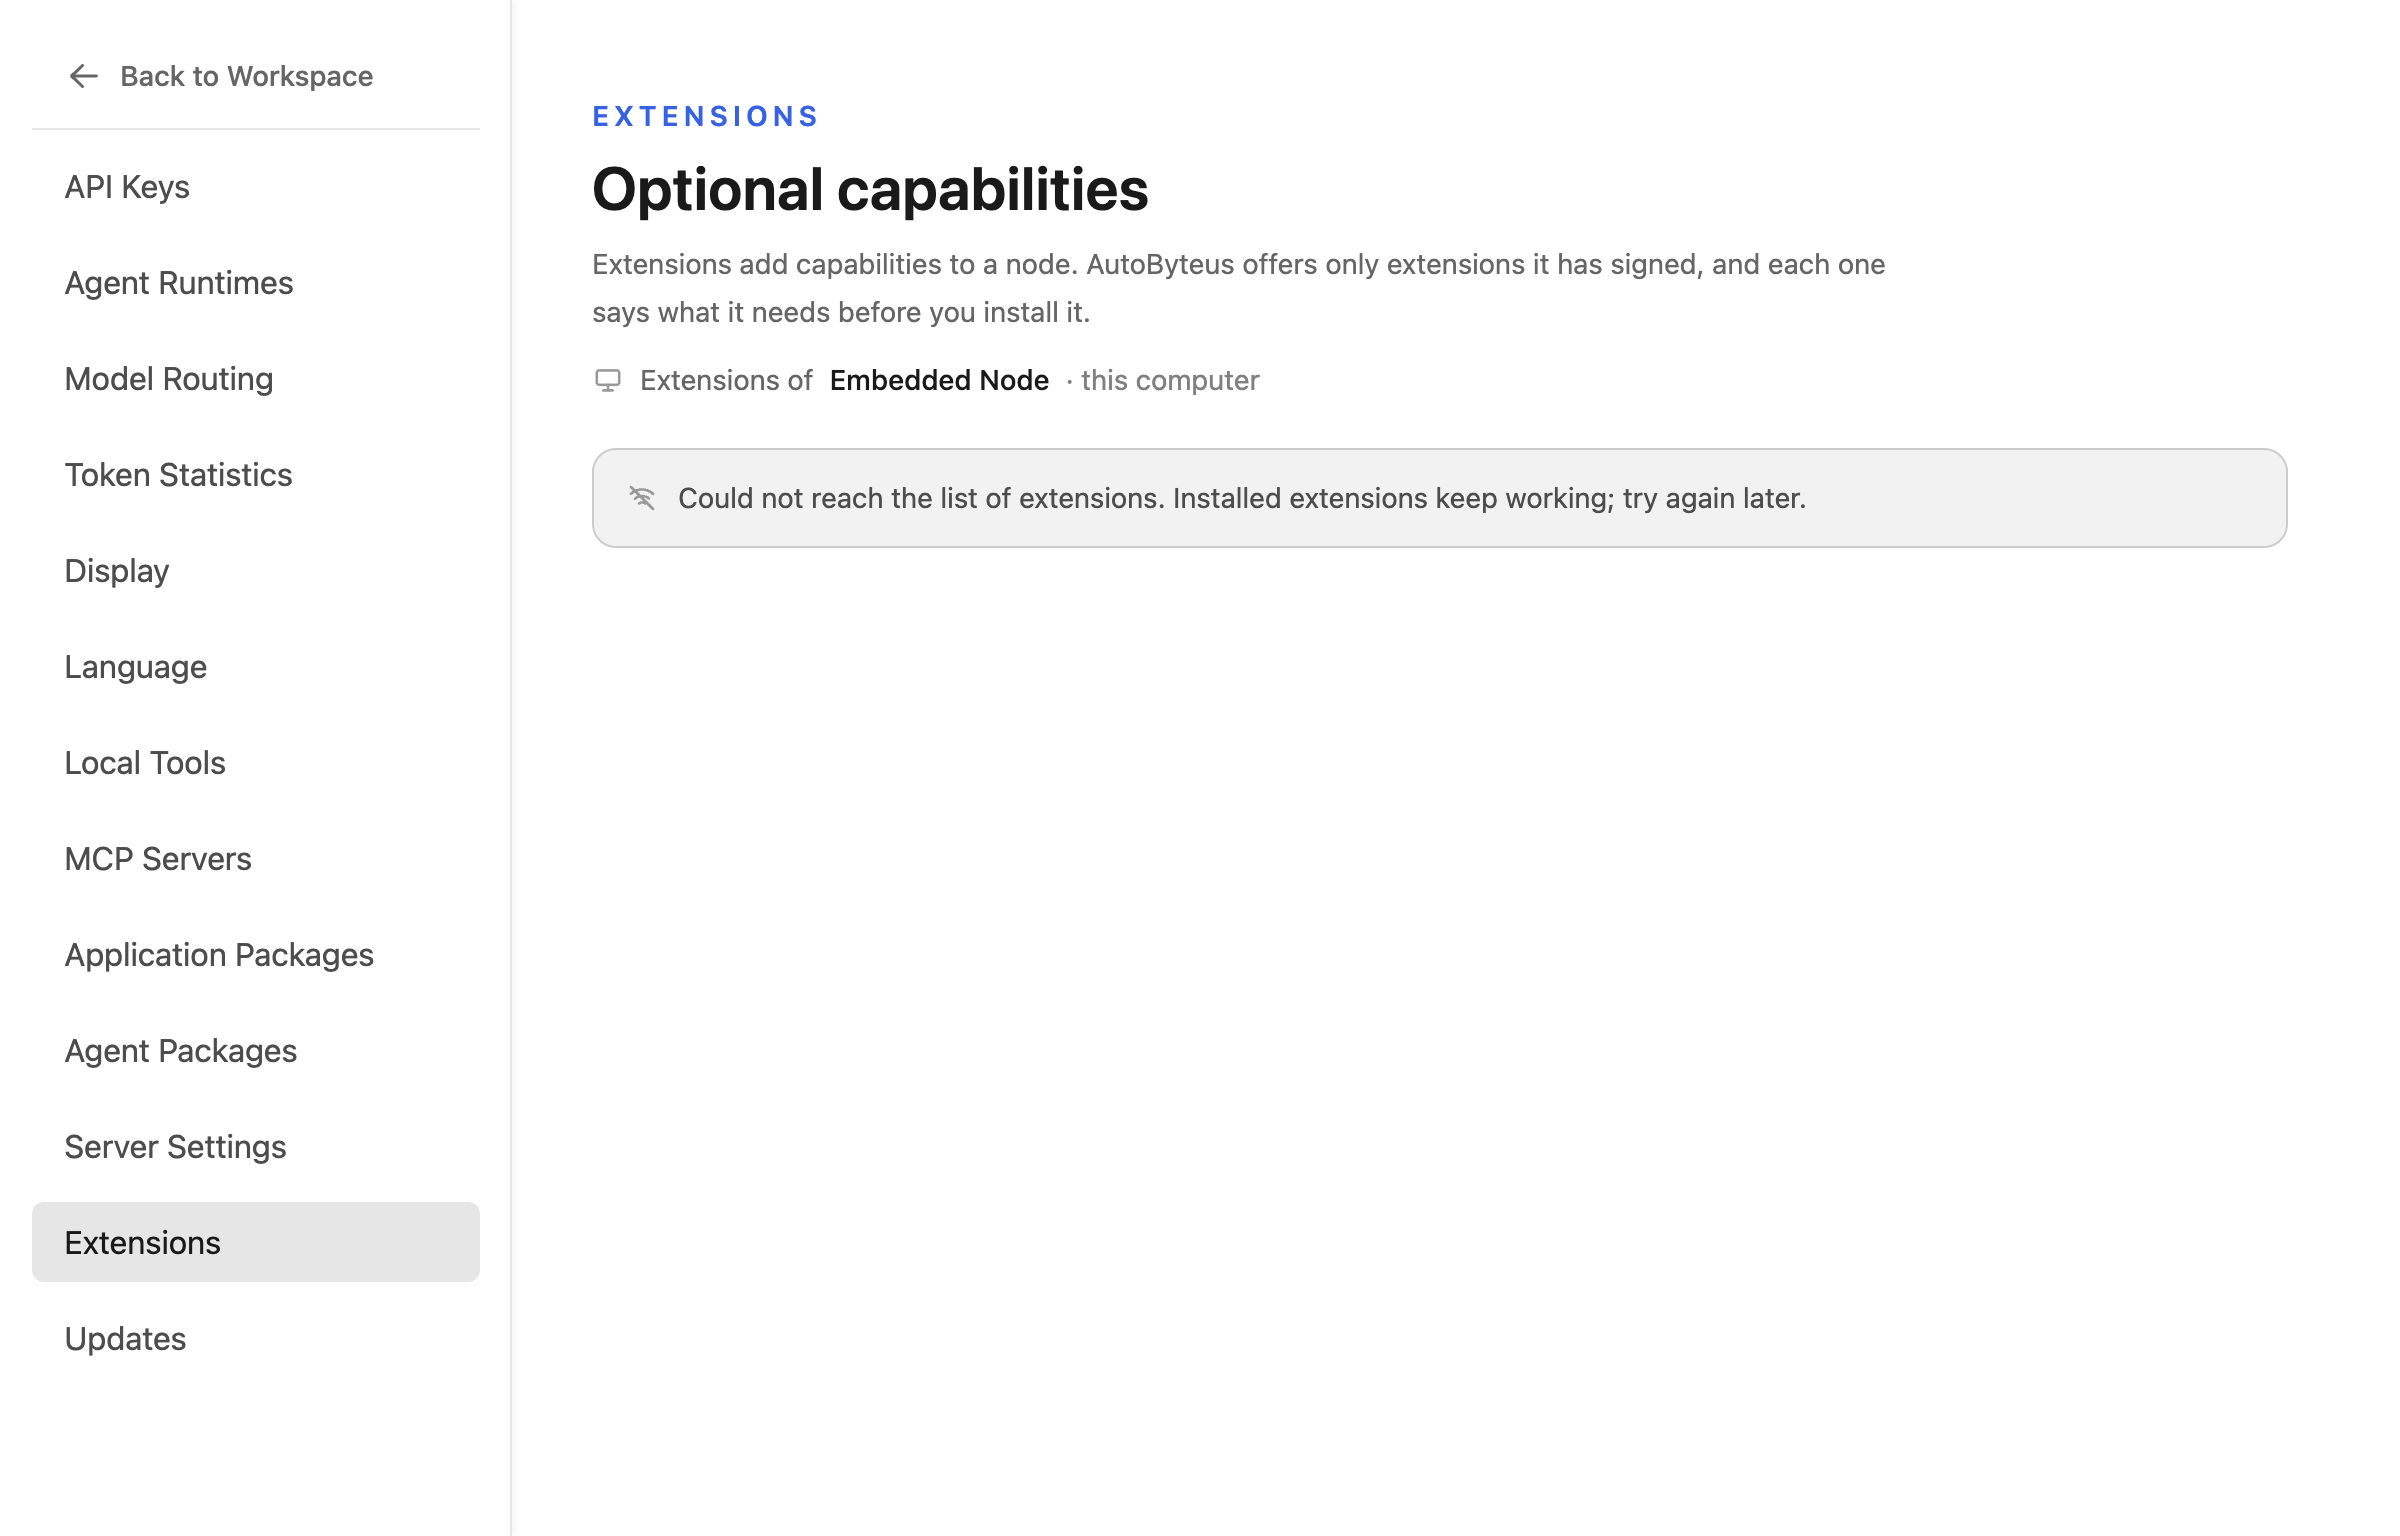 Back to Workspace
API Keys
Agent Runtimes
Model Routing
Token Statistics
Display
Language
Local Tools
MCP Servers
Application Packages
Agent Packages
Server Settings
Extensions
Updates
EXTENSIONS
Optional capabilities
Extensions add capabilities to a node. AutoByteus offers only extensions it has signed, and each one
says what it needs before you install it.
Extensions of Embedded Node · this computer
Could not reach the list of extensions. Installed extensions keep working; try again later.